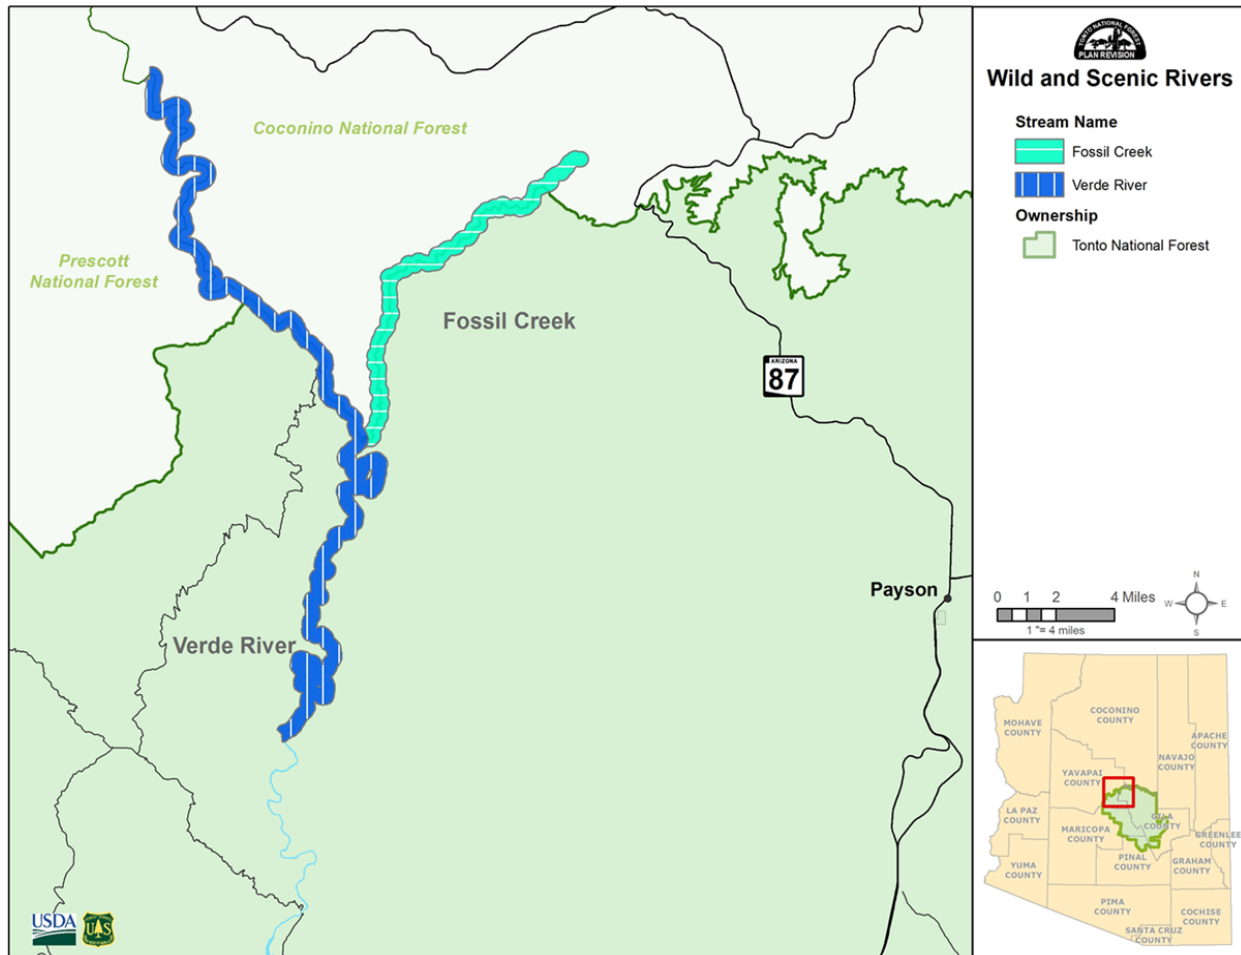 Coconino National Forest
Prescott
National Forest
Fossil Creek
ARIZONA
87
Payson
Verde River
USDA
U S
TONTO NATIONAL FOREST
PLAN REVISION
Wild and Scenic Rivers
Stream Name
Fossil Creek
Verde River
Ownership
Tonto National Forest
0 1 2 4 Miles
1 "= 4 miles
N
W E
S
MOHAVE
COUNTY
COCONINO
COUNTY
APACHE
COUNTY
NAVAJO
COUNTY
YAVAPAI
COUNTY
LA PAZ
COUNTY
MARICOPA
COUNTY
GILA
COUNTY
GREENLEE
COUNTY
YUMA
COUNTY
PINAL
COUNTY
GRAHAM
COUNTY
PIMA
COUNTY
COCHISE
COUNTY
SANTA CRUZ
COUNTY